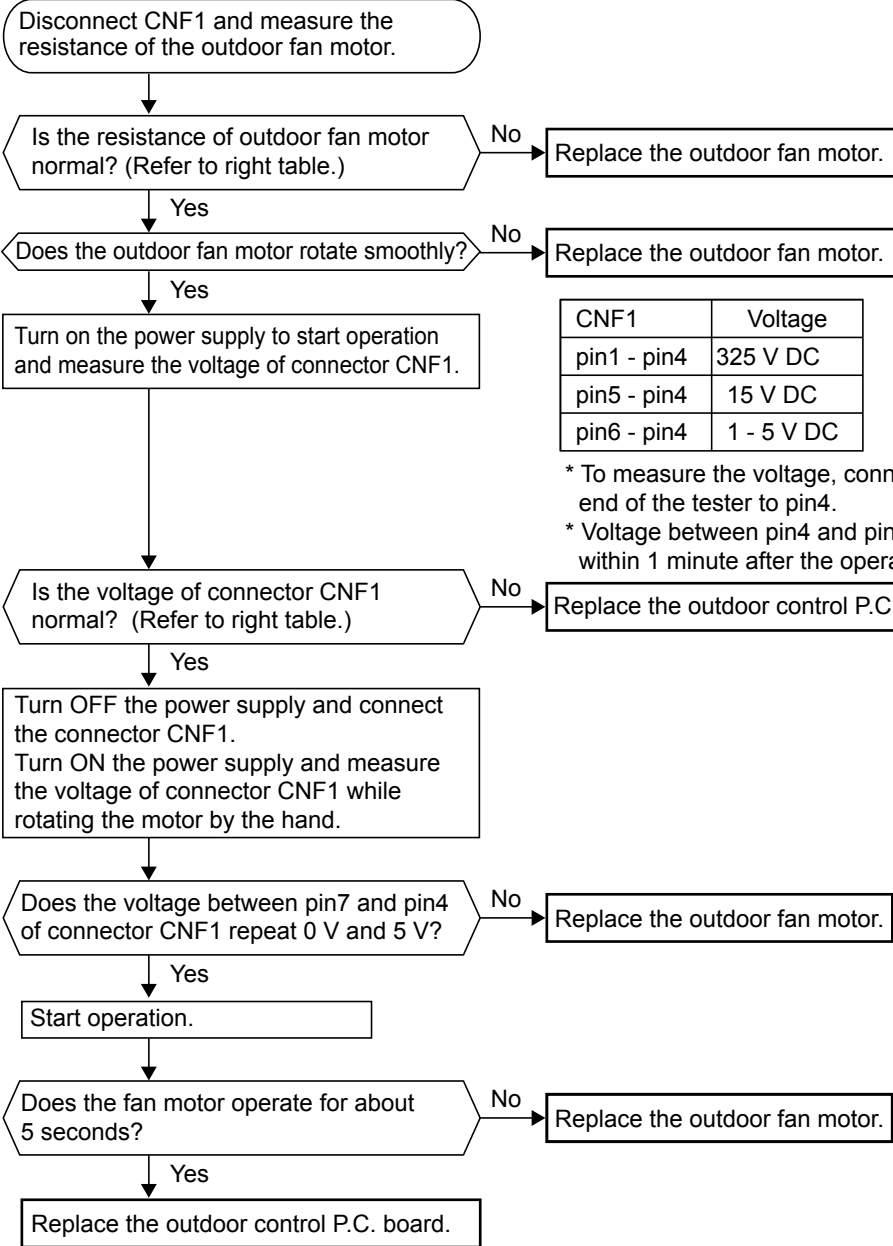 Disconnect CNF1 and measure the
resistance of the outdoor fan motor.
Is the resistance of outdoor fan motor
normal? (Refer to right table.)
No
Replace the outdoor fan motor.
Yes
Does the outdoor fan motor rotate smoothly?
No
Replace the outdoor fan motor.
Yes
Turn on the power supply to start operation
and measure the voltage of connector CNF1.
CNF1 Voltage
pin1 - pin4 325 V DC
pin5 - pin4 15 V DC
pin6 - pin4 1 - 5 V DC
* To measure the voltage,
end of the tester to pin4.
* Voltage between pin4 and
within 1 minute after the
Is the voltage of connector CNF1
normal? (Refer to right table.)
No
Replace the outdoor control P.C
Yes
Turn OFF the power supply and connect
the connector CNF1.
Turn ON the power supply and measure
the voltage of connector CNF1 while
rotating the motor by the hand.
Does the voltage between pin7 and pin4
of connector CNF1 repeat 0 V and 5 V?
No
Replace the outdoor fan motor.
Yes
Start operation.
Does the fan motor operate for about
5 seconds?
No
Replace the outdoor fan motor.
Yes
Replace the outdoor control P.C. board.